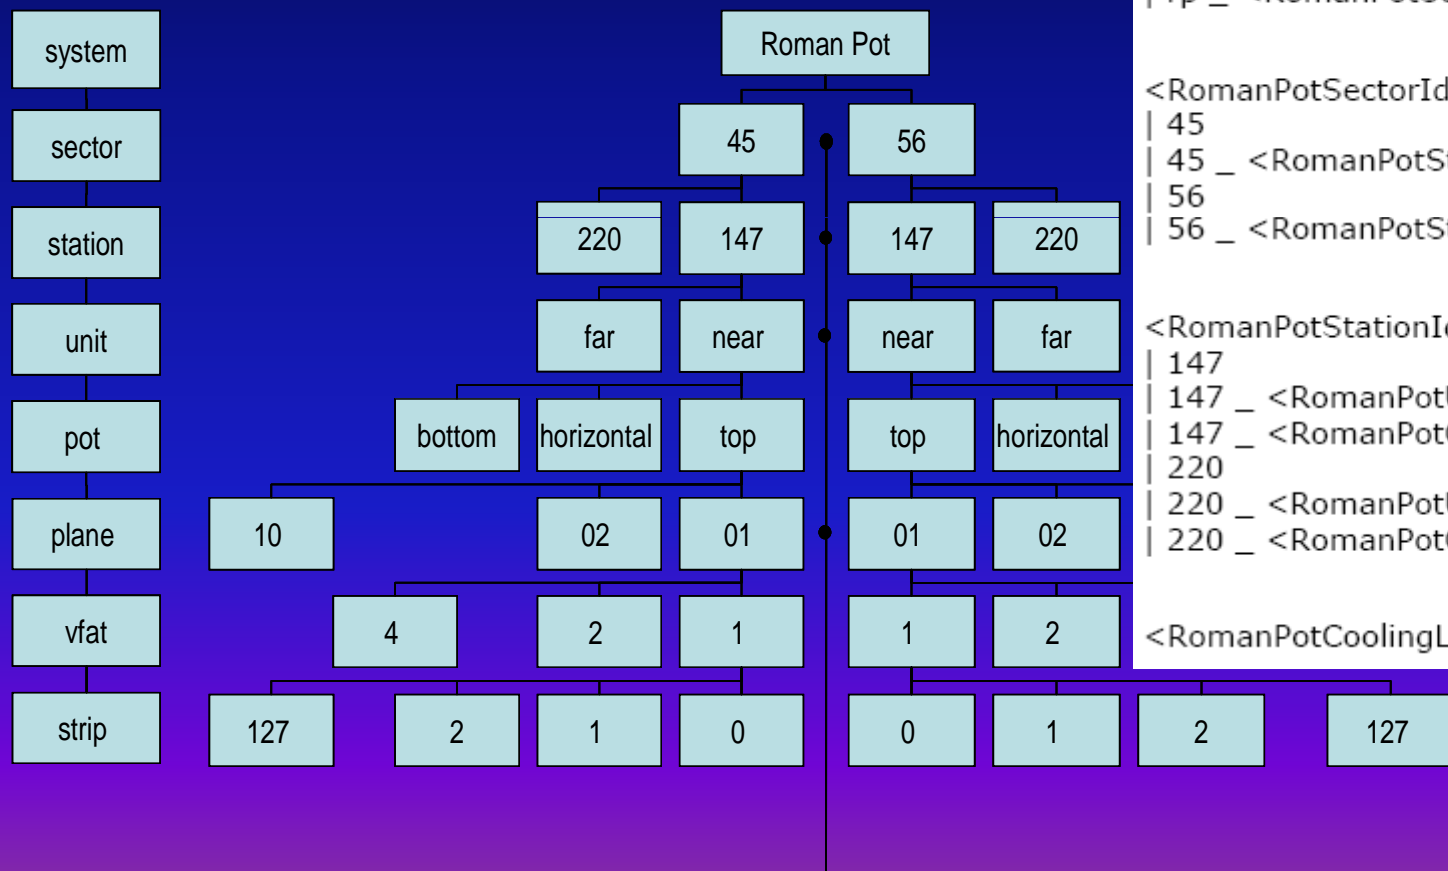 system
Roman Pot
sector
45
56
station
220
147
147
220
unit
far
near
near
far
pot
bottom
horizontal
top
top
horizontal
plane
10
02
01
01
02
vfat
4
2
1
1
2
strip
127
2
1
0
0
1
2
127
<RomanPotSectorId
| 45
| 45 _ <RomanPotSt
| 56
| 56 _ <RomanPotSt
<RomanPotStationId
| 147
| 147 _ <RomanPot
| 147 _ <RomanPot
| 220
| 220 _ <RomanPot
| 220 _ <RomanPot
<RomanPotCoolingL